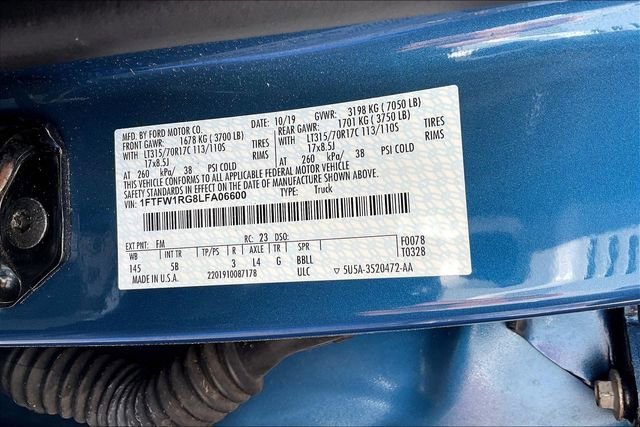 MFD. BY FORD MOTOR CO.
DATE: 10/19 GVWR: 3198 KG (7050 LB)
FRONT GAWR: 1678 KG (3700 LB)
REAR GAWR: 1701 KG (3750 LB)
WITH LT315/70R17C 113/110S TIRES
WITH LT315/70R17C 113/110S TIRES
17x8.5J RIMS
17x8.5J RIMS
AT 260 kPa/ 38 PSI COLD
AT 260 kPa/ 38 PSI COLD
THIS VEHICLE CONFORMS TO ALL APPLICABLE FEDERAL MOTOR VEHICLE
SAFETY STANDARDS IN EFFECT ON THE DATE OF MANUFACTURE SHOWN ABOVE.
VIN: 1FTFW1RG8LFA06600 TYPE: Truck
EXT PNT: FM RC: 23 DSO: F0078
WB INT TR TP/PS R AXLE TR SPR T0328
145 5B 3 L4 G BBLL
MADE IN U.S.A. 2201910087178 ULC ▽ 5U5A-3520472-AA